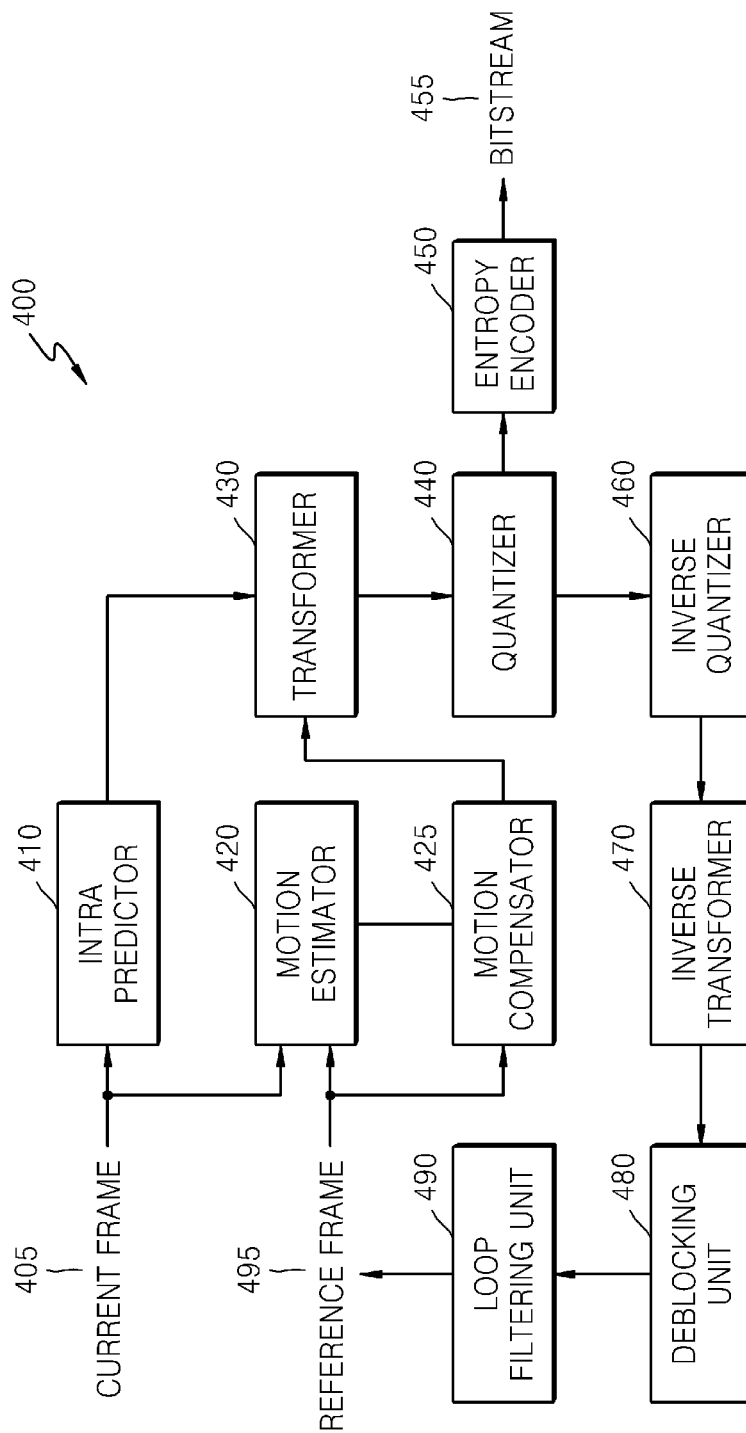 400
405
CURRENT FRAME
410
INTRA
PREDICTOR
430
TRANSFORMER
495
REFERENCE FRAME
420
MOTION
ESTIMATOR
425
MOTION
COMPENSATOR
440
QUANTIZER
450
ENTROPY
ENCODER
455
BITSTREAM
490
LOOP
FILTERING UNIT
480
DEBLOCKING
UNIT
470
INVERSE
TRANSFORMER
460
INVERSE
QUANTIZER